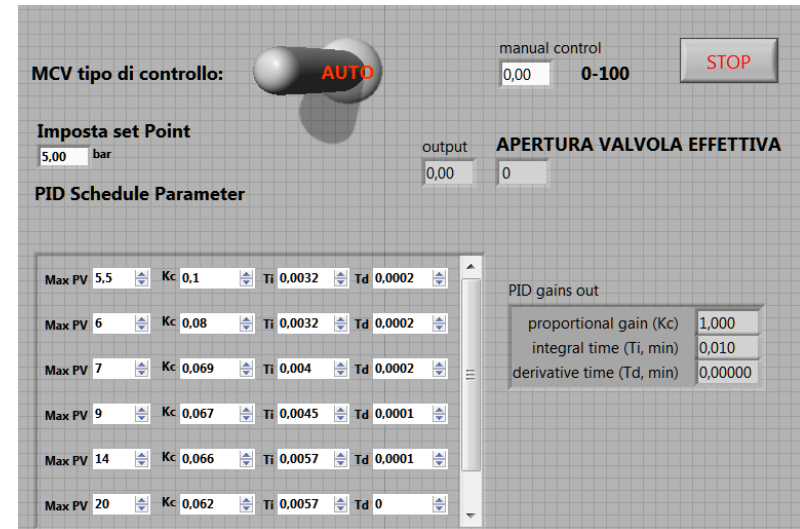 manual control
MCV tipo di controllo: AUTO 0,00 0-100 STOP
Imposta set Point
5,00 bar
output APERTURA VALVOLA EFFETTIVA
0,00 0
PID Schedule Parameter
Max PV 5,5 Kc 0,1 Ti 0,0032 Td 0,0002
Max PV 6 Kc 0,08 Ti 0,0032 Td 0,0002
Max PV 7 Kc 0,069 Ti 0,004 Td 0,0002
Max PV 9 Kc 0,067 Ti 0,0045 Td 0,0001
Max PV 14 Kc 0,066 Ti 0,0057 Td 0,0001
Max PV 20 Kc 0,062 Ti 0,0057 Td 0
PID gains out
proportional gain (Kc) 1,000
integral time (Ti, min) 0,010
derivative time (Td, min) 0,00000